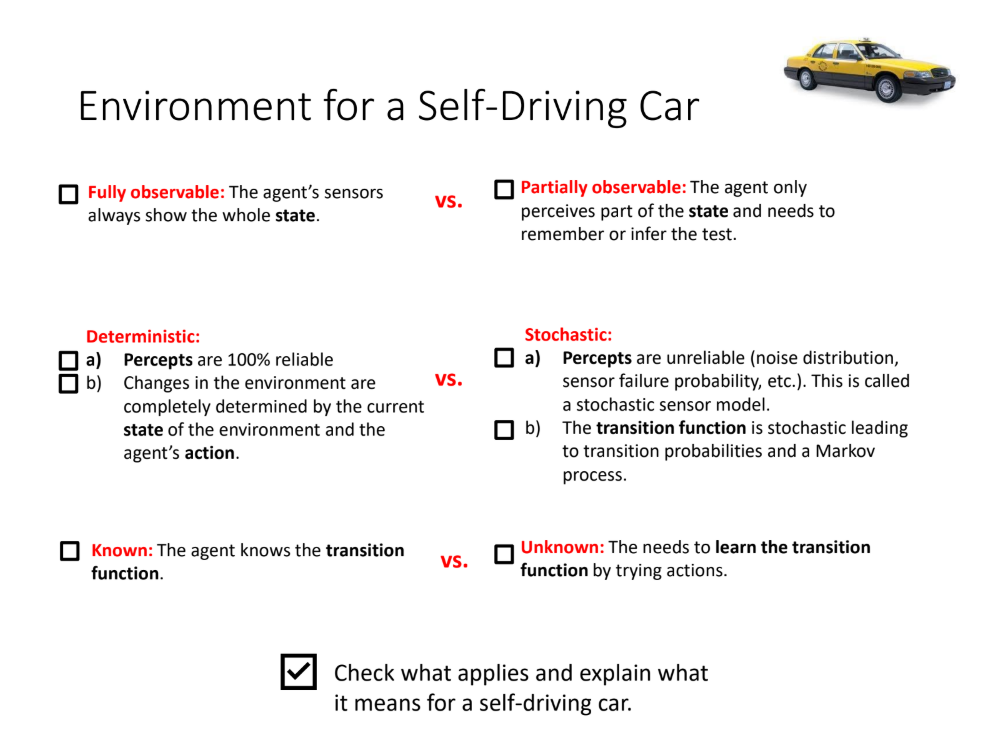 Environment for a Self-Driving Car
Fully observable: The agent's sensors
always show the whole state.
vs.
Partially observable: The agent only
perceives part of the state and needs to
remember or infer the test.
Deterministic:
a) Percepts are 100% reliable
b) Changes in the environment are
completely determined by the current
state of the environment and the
agent's action.
vs.
Stochastic:
a) Percepts are unreliable (noise distribution,
sensor failure probability, etc.). This is called
a stochastic sensor model.
b) The transition function is stochastic leading
to transition probabilities and a Markov
process.
Known: The agent knows the transition
function.
vs.
Unknown: The needs to learn the transition
function by trying actions.
Check what applies and explain what
it means for a self-driving car.